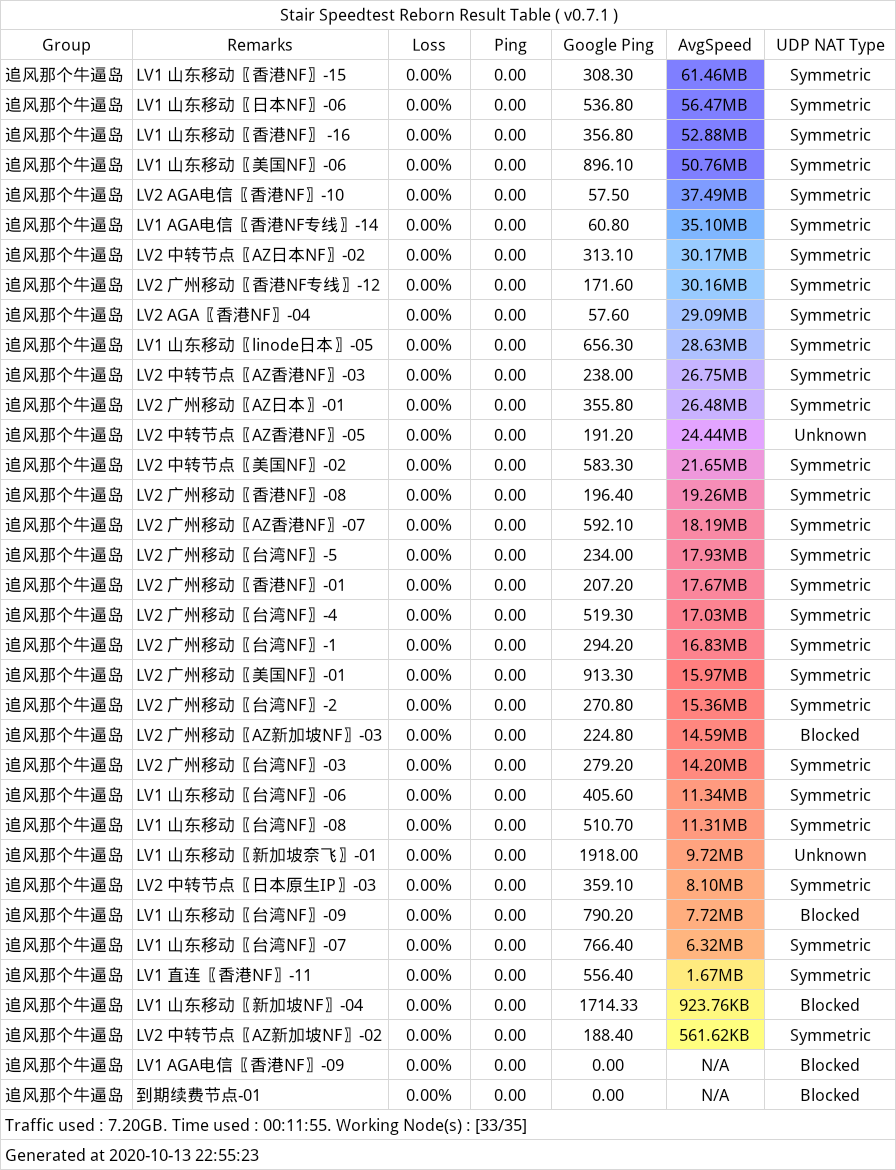 Stair Speedtest Reborn Result Table ( v0.7.1 )
Group Remarks Loss Ping Google Ping AvgSpeed UDP NAT Type
追风那个牛逼岛 LV1 山东移动〖香港NF〗-15 0.00% 0.00 308.30 61.46MB Symmetric
追风那个牛逼岛 LV1 山东移动〖日本NF〗-06 0.00% 0.00 536.80 56.47MB Symmetric
追风那个牛逼岛 LV1 山东移动〖香港NF〗 -16 0.00% 0.00 356.80 52.88MB Symmetric
追风那个牛逼岛 LV1 山东移动〖美国NF〗-06 0.00% 0.00 896.10 50.76MB Symmetric
追风那个牛逼岛 LV2 AGA电信〖香港NF〗-10 0.00% 0.00 57.50 37.49MB Symmetric
追风那个牛逼岛 LV1 AGA电信〖香港NF专线〗-14 0.00% 0.00 60.80 35.10MB Symmetric
追风那个牛逼岛 LV2 中转节点〖AZ日本NF〗-02 0.00% 0.00 313.10 30.17MB Symmetric
追风那个牛逼岛 LV2 广州移动〖香港NF专线〗-12 0.00% 0.00 171.60 30.16MB Symmetric
追风那个牛逼岛 LV2 AGA〖香港NF〗-04 0.00% 0.00 57.60 29.09MB Symmetric
追风那个牛逼岛 LV1 山东移动〖linode日本〗-05 0.00% 0.00 656.30 28.63MB Symmetric
追风那个牛逼岛 LV2 中转节点〖AZ香港NF〗-03 0.00% 0.00 238.00 26.75MB Symmetric
追风那个牛逼岛 LV2 广州移动〖AZ日本〗-01 0.00% 0.00 355.80 26.48MB Symmetric
追风那个牛逼岛 LV2 中转节点〖AZ香港NF〗-05 0.00% 0.00 191.20 24.44MB Unknown
追风那个牛逼岛 LV2 中转节点〖美国NF〗-02 0.00% 0.00 583.30 21.65MB Symmetric
追风那个牛逼岛 LV2 广州移动〖香港NF〗-08 0.00% 0.00 196.40 19.26MB Symmetric
追风那个牛逼岛 LV2 广州移动〖AZ香港NF〗-07 0.00% 0.00 592.10 18.19MB Symmetric
追风那个牛逼岛 LV2 广州移动〖台湾NF〗-5 0.00% 0.00 234.00 17.93MB Symmetric
追风那个牛逼岛 LV2 广州移动〖香港NF〗-01 0.00% 0.00 207.20 17.67MB Symmetric
追风那个牛逼岛 LV2 广州移动〖台湾NF〗-4 0.00% 0.00 519.30 17.03MB Symmetric
追风那个牛逼岛 LV2 广州移动〖台湾NF〗-1 0.00% 0.00 294.20 16.83MB Symmetric
追风那个牛逼岛 LV2 广州移动〖美国NF〗-01 0.00% 0.00 913.30 15.97MB Symmetric
追风那个牛逼岛 LV2 广州移动〖台湾NF〗-2 0.00% 0.00 270.80 15.36MB Symmetric
追风那个牛逼岛 LV2 广州移动〖AZ新加坡NF〗-03 0.00% 0.00 224.80 14.59MB Blocked
追风那个牛逼岛 LV2 广州移动〖台湾NF〗-03 0.00% 0.00 279.20 14.20MB Symmetric
追风那个牛逼岛 LV1 山东移动〖台湾NF〗-06 0.00% 0.00 405.60 11.34MB Symmetric
追风那个牛逼岛 LV1 山东移动〖台湾NF〗-08 0.00% 0.00 510.70 11.31MB Symmetric
追风那个牛逼岛 LV1 山东移动〖新加坡奈飞〗-01 0.00% 0.00 1918.00 9.72MB Unknown
追风那个牛逼岛 LV2 中转节点〖日本原生IP〗-03 0.00% 0.00 359.10 8.10MB Symmetric
追风那个牛逼岛 LV1 山东移动〖台湾NF〗-09 0.00% 0.00 790.20 7.72MB Blocked
追风那个牛逼岛 LV1 山东移动〖台湾NF〗-07 0.00% 0.00 766.40 6.32MB Symmetric
追风那个牛逼岛 LV1 直连〖香港NF〗-11 0.00% 0.00 556.40 1.67MB Symmetric
追风那个牛逼岛 LV1 山东移动〖新加坡NF〗-04 0.00% 0.00 1714.33 923.76KB Blocked
追风那个牛逼岛 LV2 中转节点〖AZ新加坡NF〗-02 0.00% 0.00 188.40 561.62KB Symmetric
追风那个牛逼岛 LV1 AGA电信〖香港NF〗-09 0.00% 0.00 0.00 N/A Blocked
追风那个牛逼岛 到期续费节点-01 0.00% 0.00 0.00 N/A Blocked
Traffic used : 7.20GB. Time used : 00:11:55. Working Node(s) : [33/35]
Generated at 2020-10-13 22:55:23